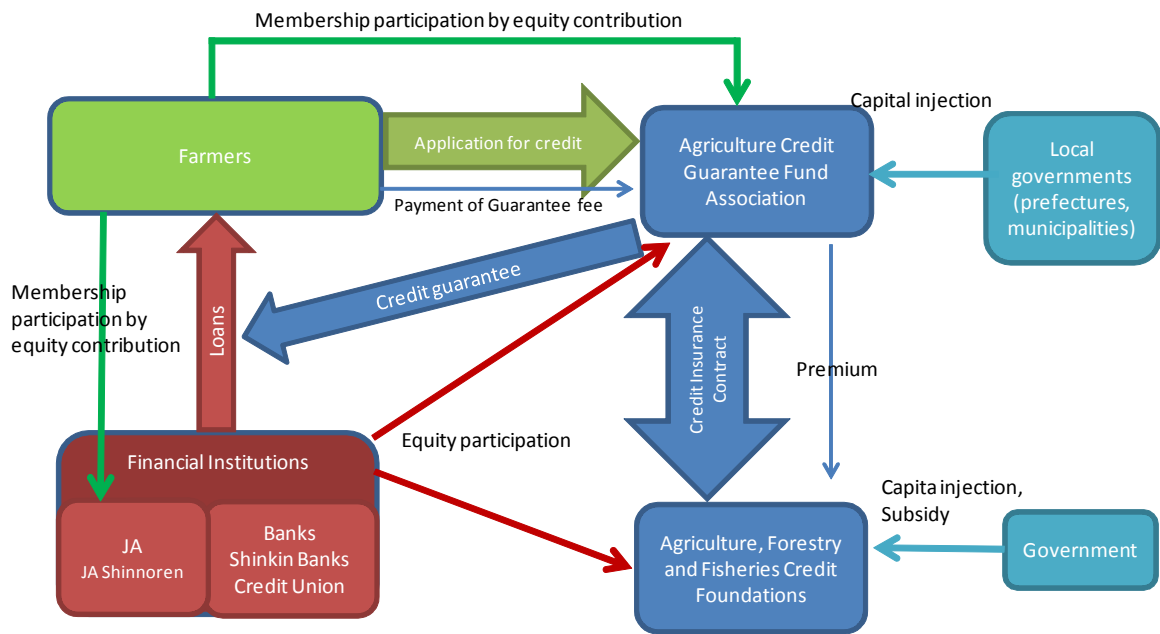 Membership participation by equity contribution
Farmers
Application for credit
Payment of Guarantee fee
Agriculture Credit
Guarantee Fund
Association
Capital injection
Local
governments
(prefectures,
municipalities)
Membership
participation by
equity contribution
Loans
Credit guarantee
Credit Insurance
Contract
Premium
Equity participation
Financial Institutions
JA
JA Shinnoren
Banks
Shinkin Banks
Credit Union
Agriculture, Forestry
and Fisheries Credit
Foundations
Capita injection,
Subsidy
Government